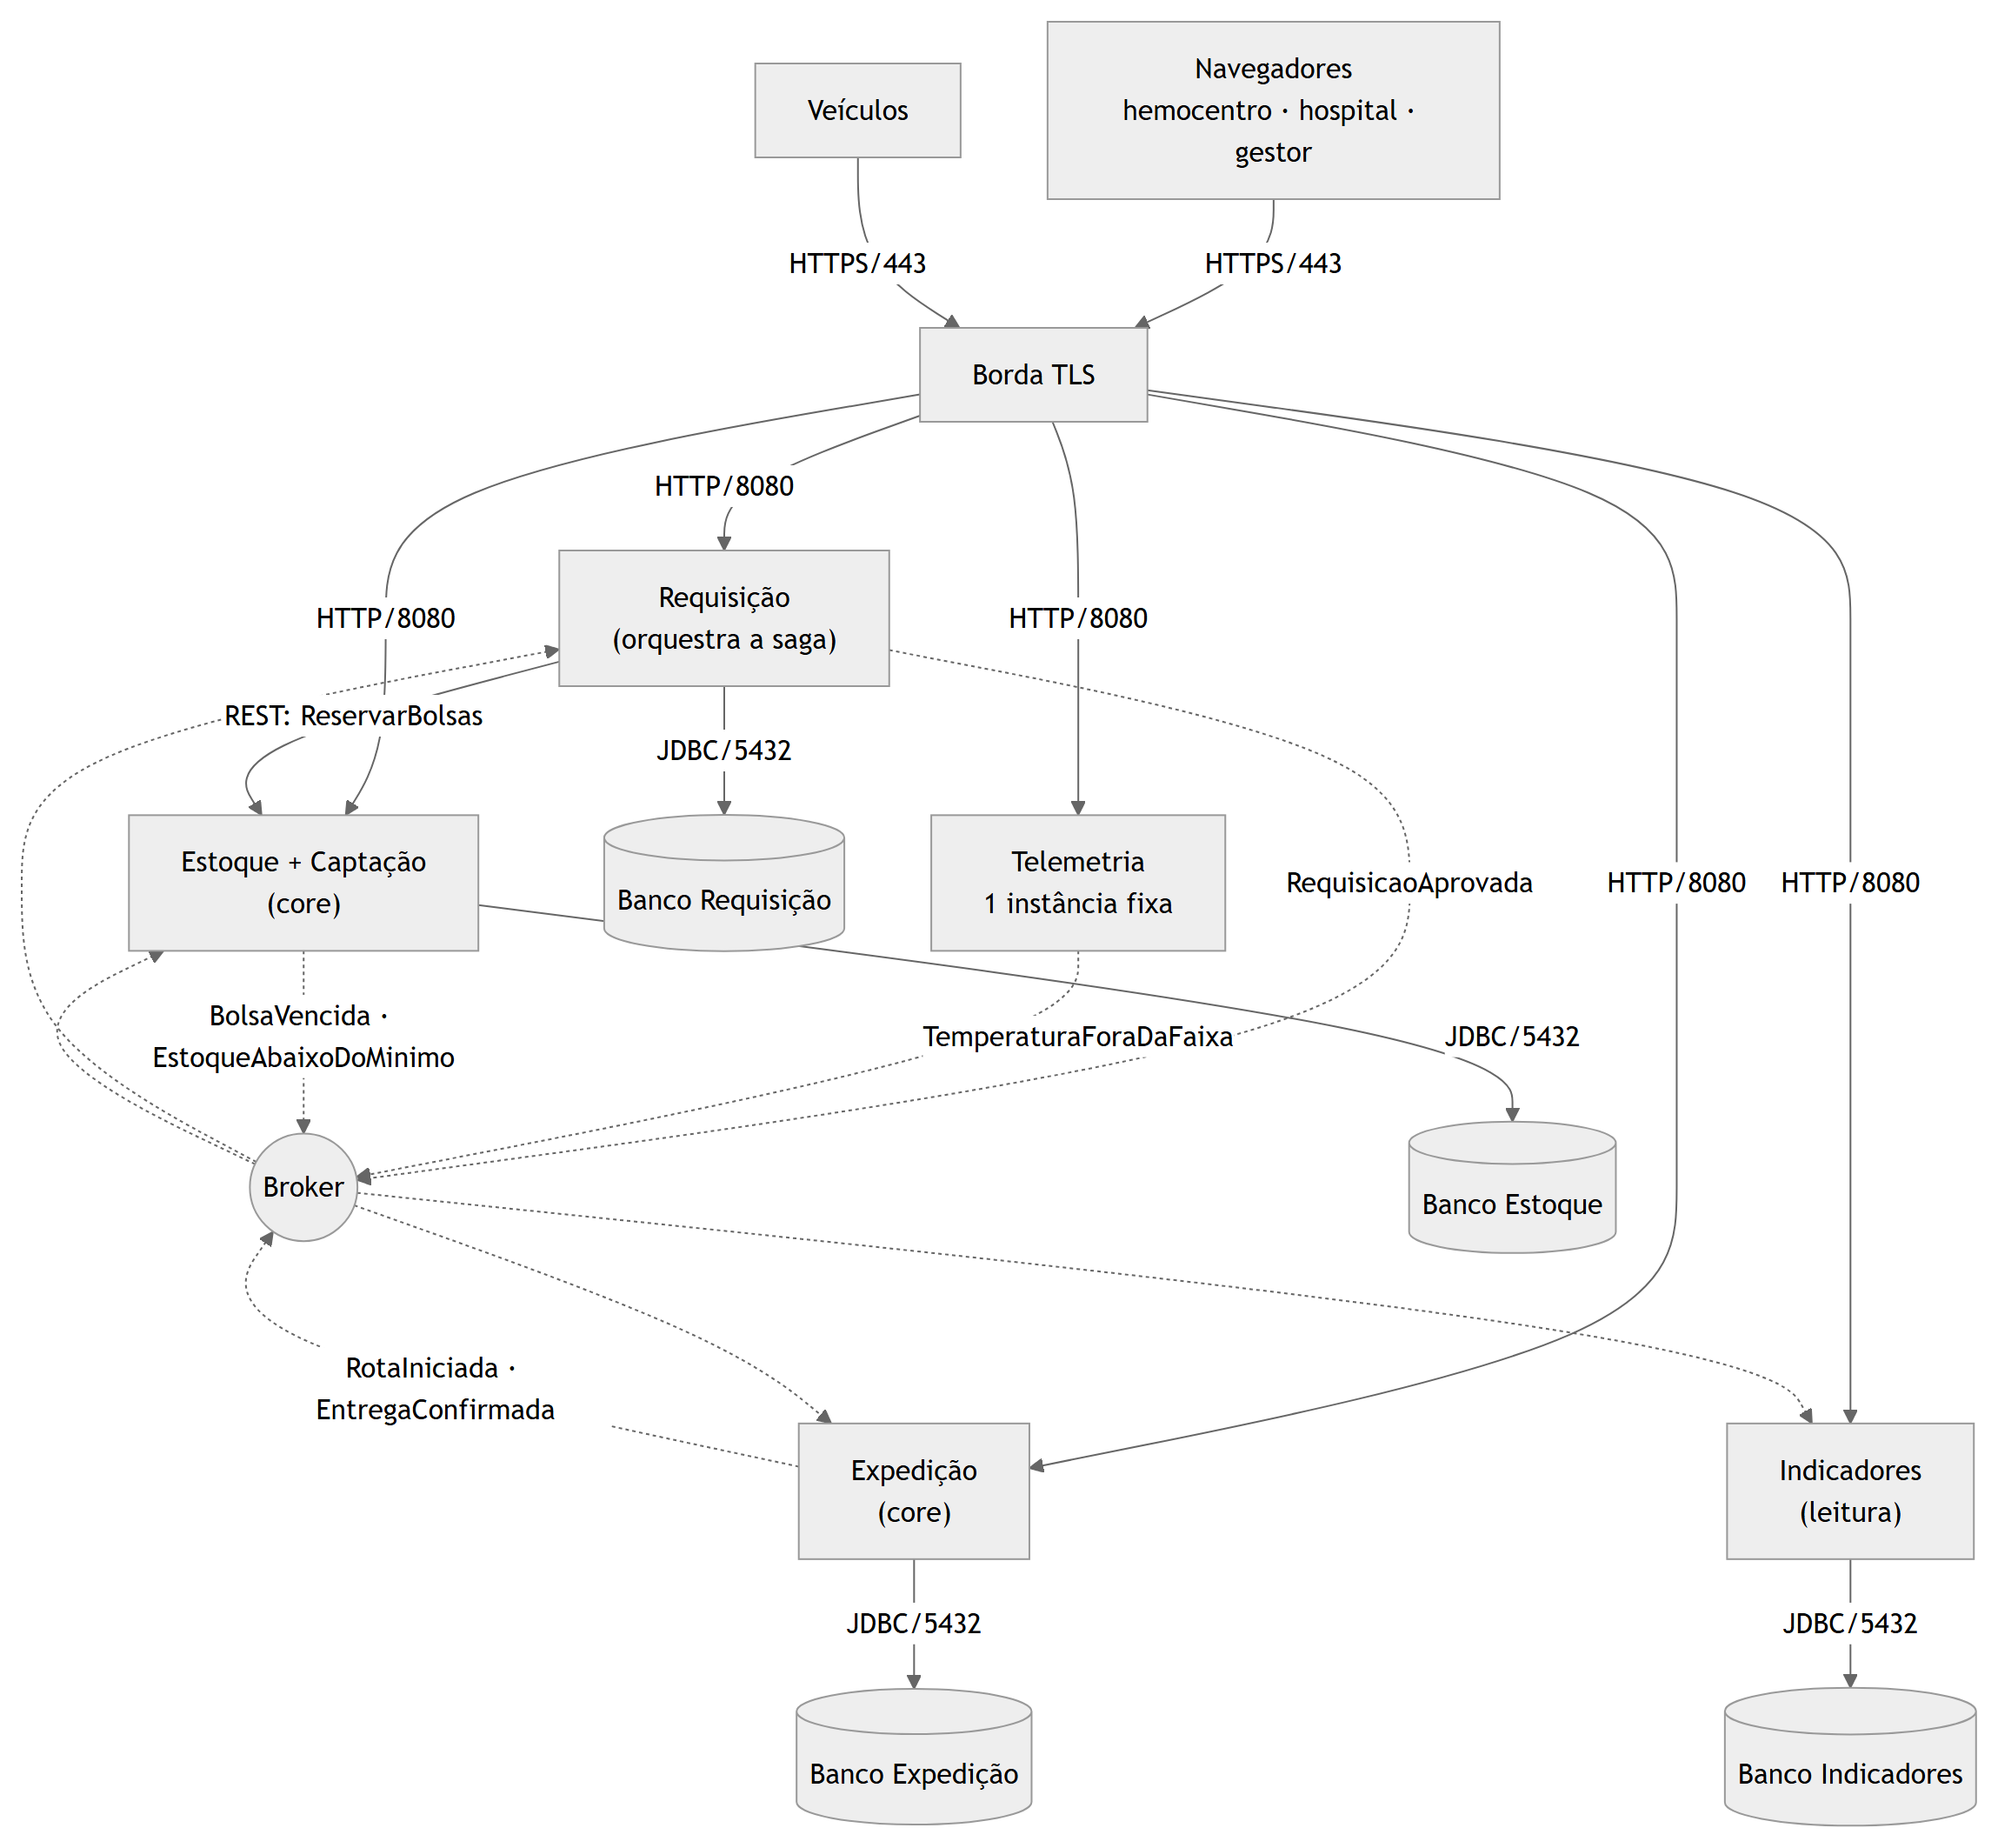 Veículos
Navegadores
hemocentro · hospital ·
gestor
HTTPS/443
HTTPS/443
Borda TLS
HTTP/8080
Requisição
(orquestra a saga)
HTTP/8080
HTTP/8080
REST: ReservarBolsas
JDBC/5432
Estoque + Captação
(core)
Banco Requisição
Telemetria
1 instância fixa
RequisicaoAprovada
HTTP/8080
HTTP/8080
BolsaVencida ·
EstoqueAbaixoDoMinimo
TemperaturaForaDaFaixa
JDBC/5432
Broker
Banco Estoque
RotaIniciada ·
EntregaConfirmada
Expedição
(core)
Indicadores
(leitura)
JDBC/5432
JDBC/5432
Banco Expedição
Banco Indicadores